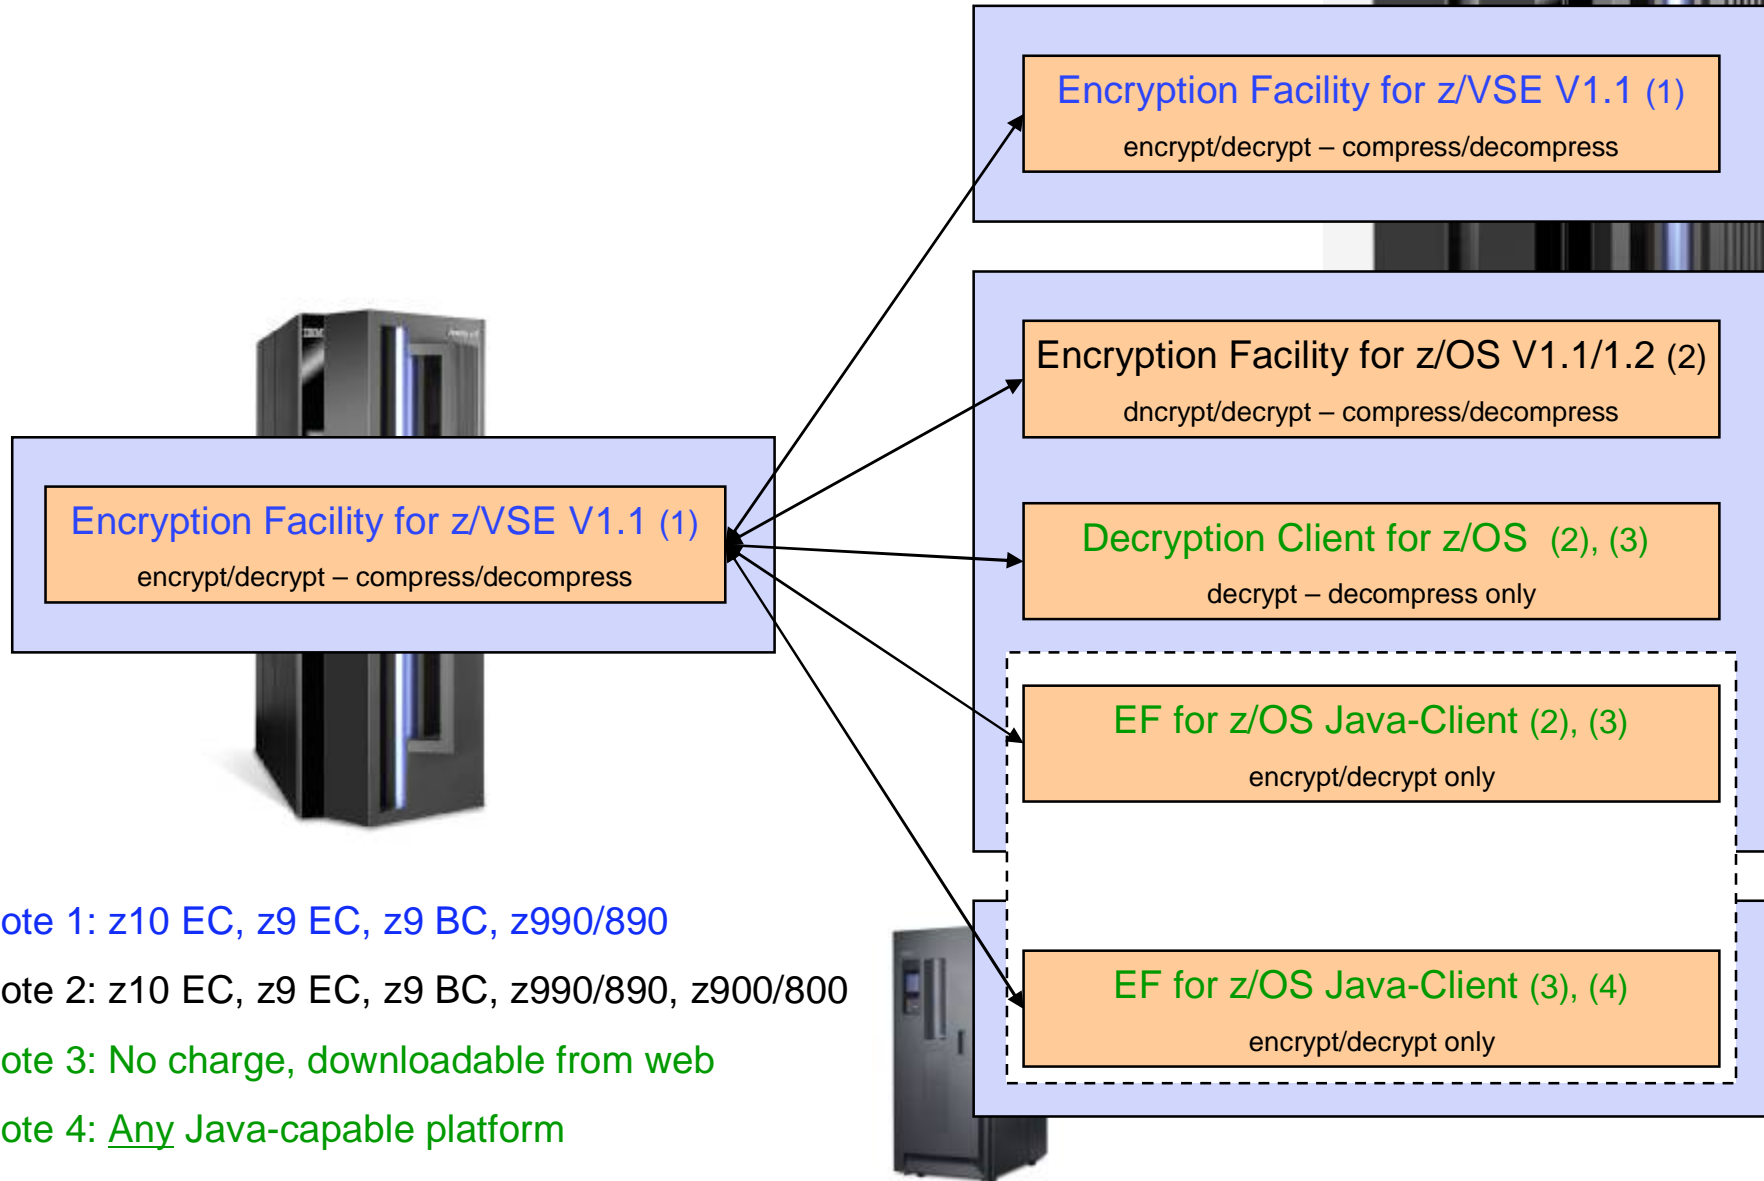 Encryption Facility for z/VSE V1.1 (1)
encrypt/decrypt – compress/decompress
Encryption Facility for z/OS V1.1/1.2 (2)
dncrypt/decrypt – compress/decompress
Encryption Facility for z/VSE V1.1 (1)
encrypt/decrypt – compress/decompress
Decryption Client for z/OS (2), (3)
decrypt – decompress only
EF for z/OS Java-Client (2), (3)
encrypt/decrypt only
EF for z/OS Java-Client (3), (4)
encrypt/decrypt only
ote 1: z10 EC, z9 EC, z9 BC, z990/890
ote 2: z10 EC, z9 EC, z9 BC, z990/890, z900/800
ote 3: No charge, downloadable from web
ote 4: Any Java-capable platform